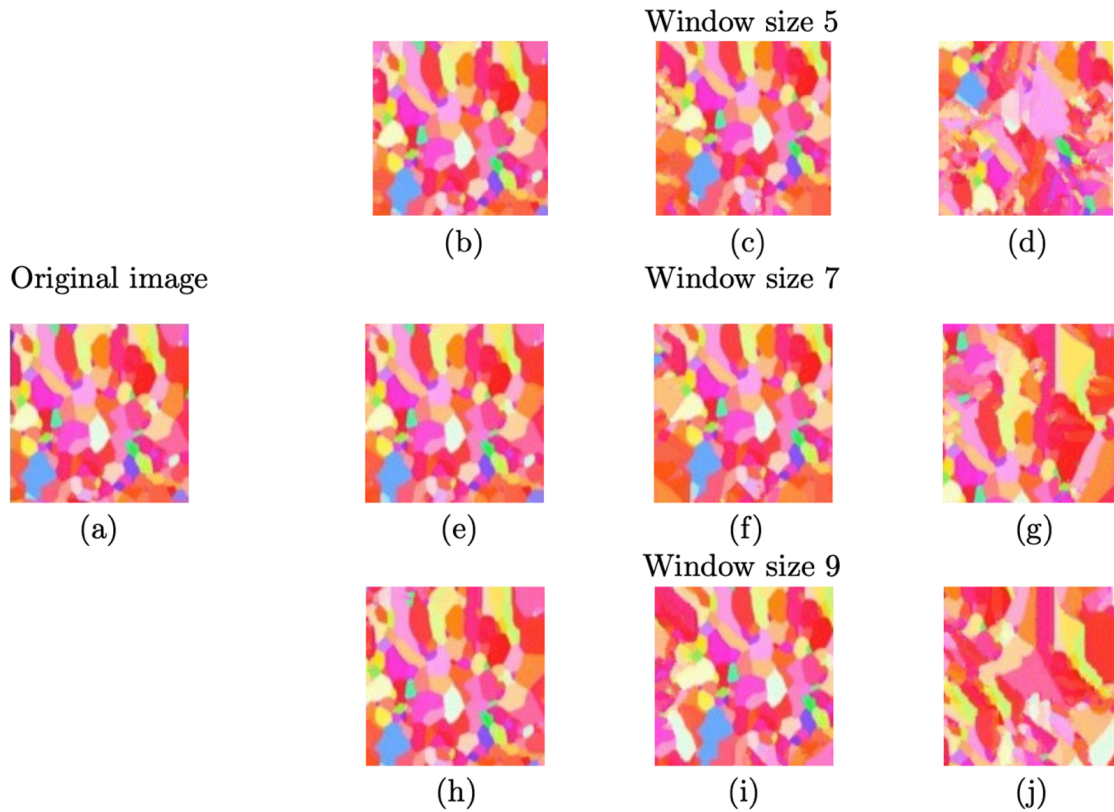 Window size 5
(b)
(c)
(d)
Original image
Window size 7
(a)
(e)
(f)
(g)
Window size 9
(h)
(i)
(j)